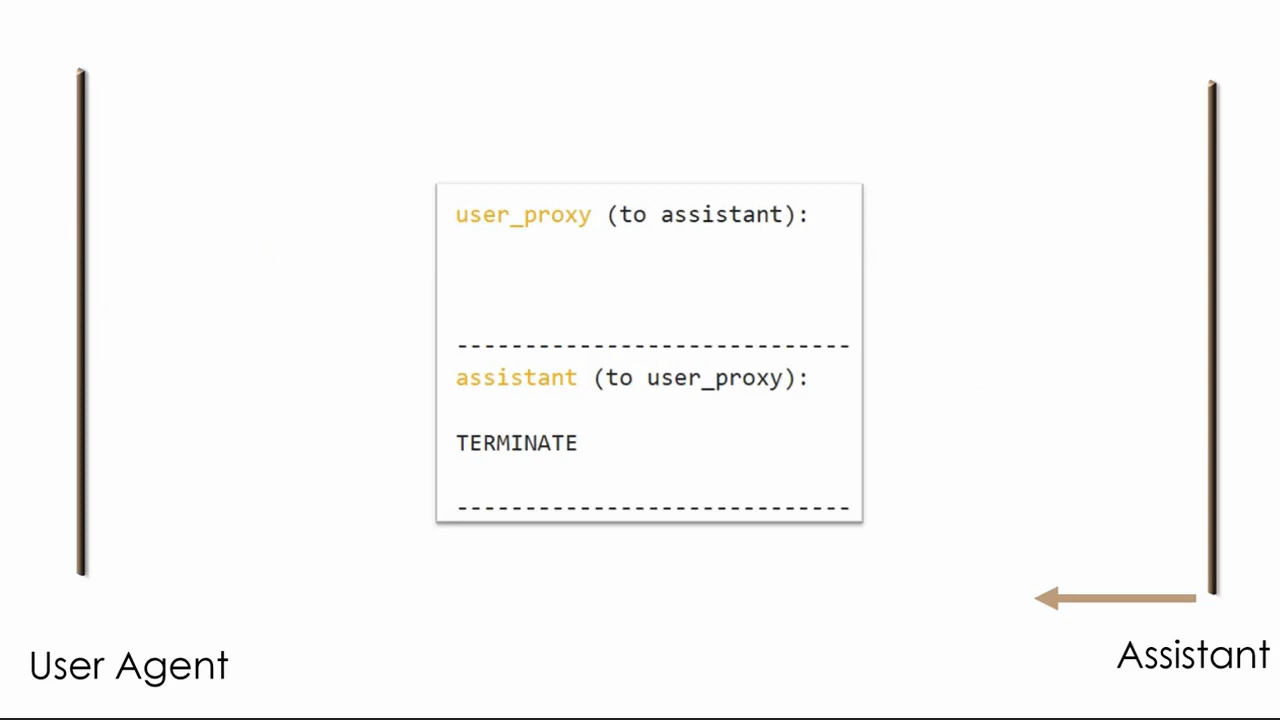 user_proxy (to assistant):
-----------------------------
assistant (to user_proxy):
TERMINATE
-----------------------------
User Agent
Assistant